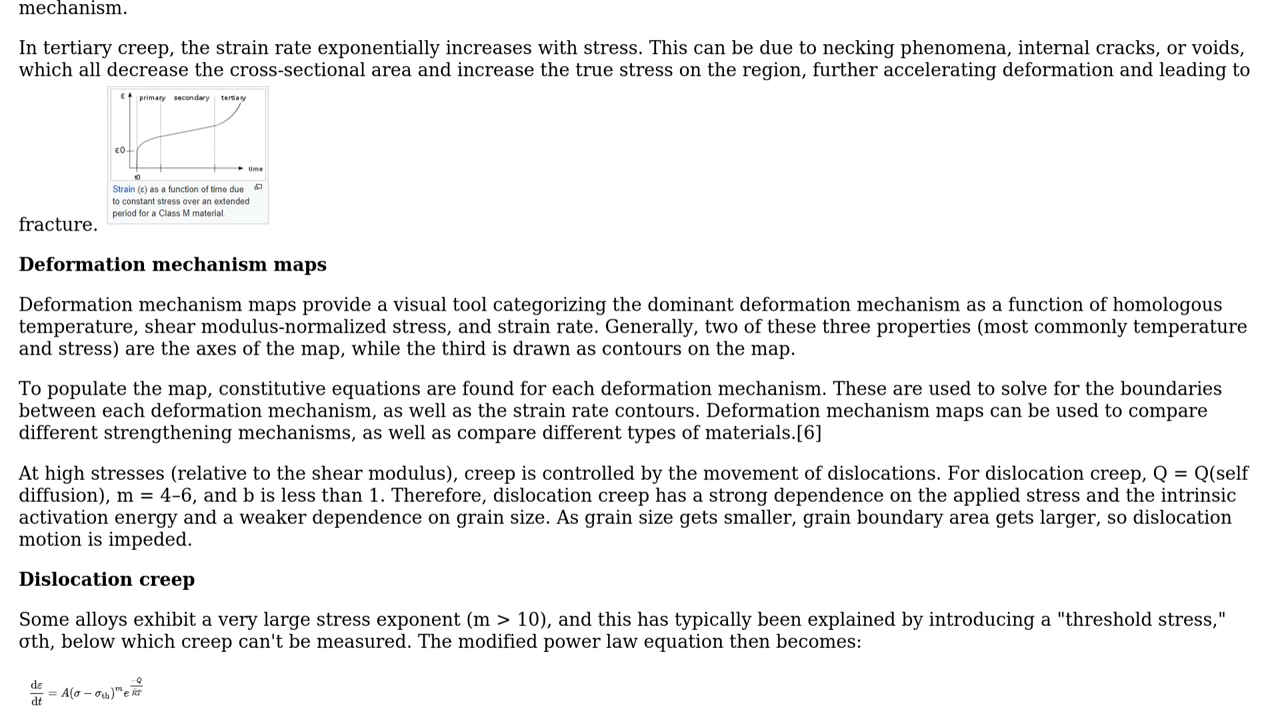 mechanism.
In tertiary creep, the strain rate exponentially increases with stress. This can be due to necking phenomena, internal cracks, or voids,
which all decrease the cross-sectional area and increase the true stress on the region, further accelerating deformation and leading to
ε primary secondary tertiary
ε0
time
t0
Strain (ε) as a function of time due
to constant stress over an extended
period for a Class M material.
fracture.
Deformation mechanism maps
Deformation mechanism maps provide a visual tool categorizing the dominant deformation mechanism as a function of homologous
temperature, shear modulus-normalized stress, and strain rate. Generally, two of these three properties (most commonly temperature
and stress) are the axes of the map, while the third is drawn as contours on the map.
To populate the map, constitutive equations are found for each deformation mechanism. These are used to solve for the boundaries
between each deformation mechanism, as well as the strain rate contours. Deformation mechanism maps can be used to compare
different strengthening mechanisms, as well as compare different types of materials.[6]
At high stresses (relative to the shear modulus), creep is controlled by the movement of dislocations. For dislocation creep, Q = Q(self
diffusion), m = 4–6, and b is less than 1. Therefore, dislocation creep has a strong dependence on the applied stress and the intrinsic
activation energy and a weaker dependence on grain size. As grain size gets smaller, grain boundary area gets larger, so dislocation
motion is impeded.
Dislocation creep
Some alloys exhibit a very large stress exponent (m > 10), and this has typically been explained by introducing a "threshold stress,"
σth, below which creep can't be measured. The modified power law equation then becomes:
dε/dt = A(σ − σth)^m e^(−Q/R̄T)